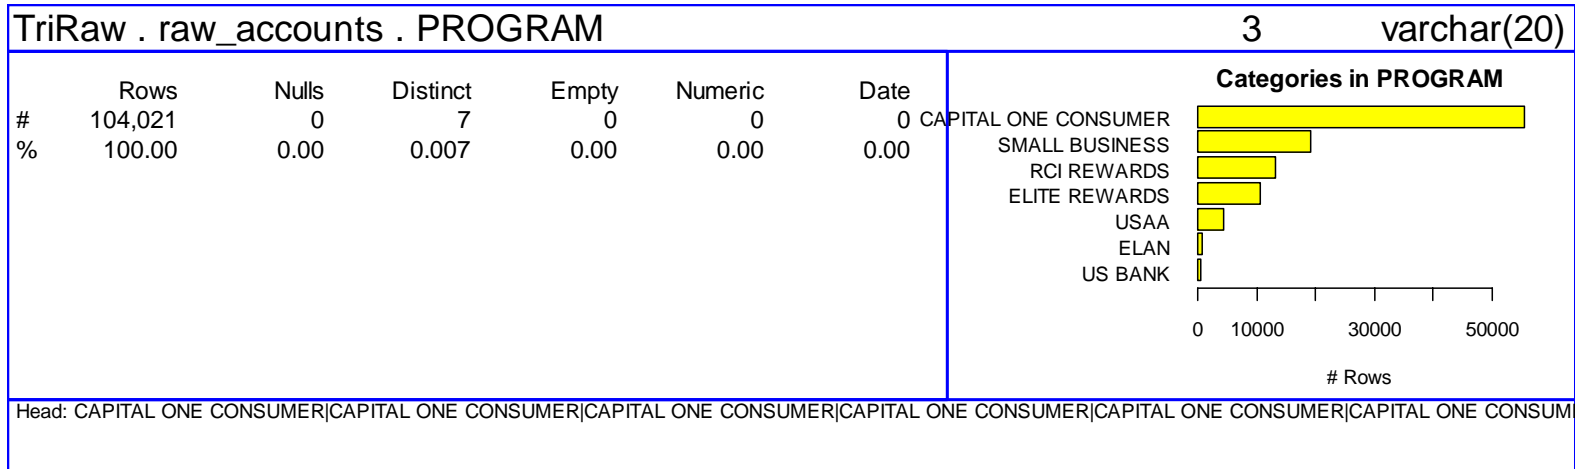 TriRaw . raw_accounts . PROGRAM 3 varchar(20)
Rows Nulls Distinct Empty Numeric Date
# 104,021 0 7 0 0 0
% 100.00 0.00 0.007 0.00 0.00 0.00
Categories in PROGRAM
CAPITAL ONE CONSUMER
SMALL BUSINESS
RCI REWARDS
ELITE REWARDS
USAA
ELAN
US BANK
0 10000 30000 50000
# Rows
Head: CAPITAL ONE CONSUMER|CAPITAL ONE CONSUMER|CAPITAL ONE CONSUMER|CAPITAL ONE CONSUMER|CAPITAL ONE CONSUMER|CAPITAL ONE CONSUM